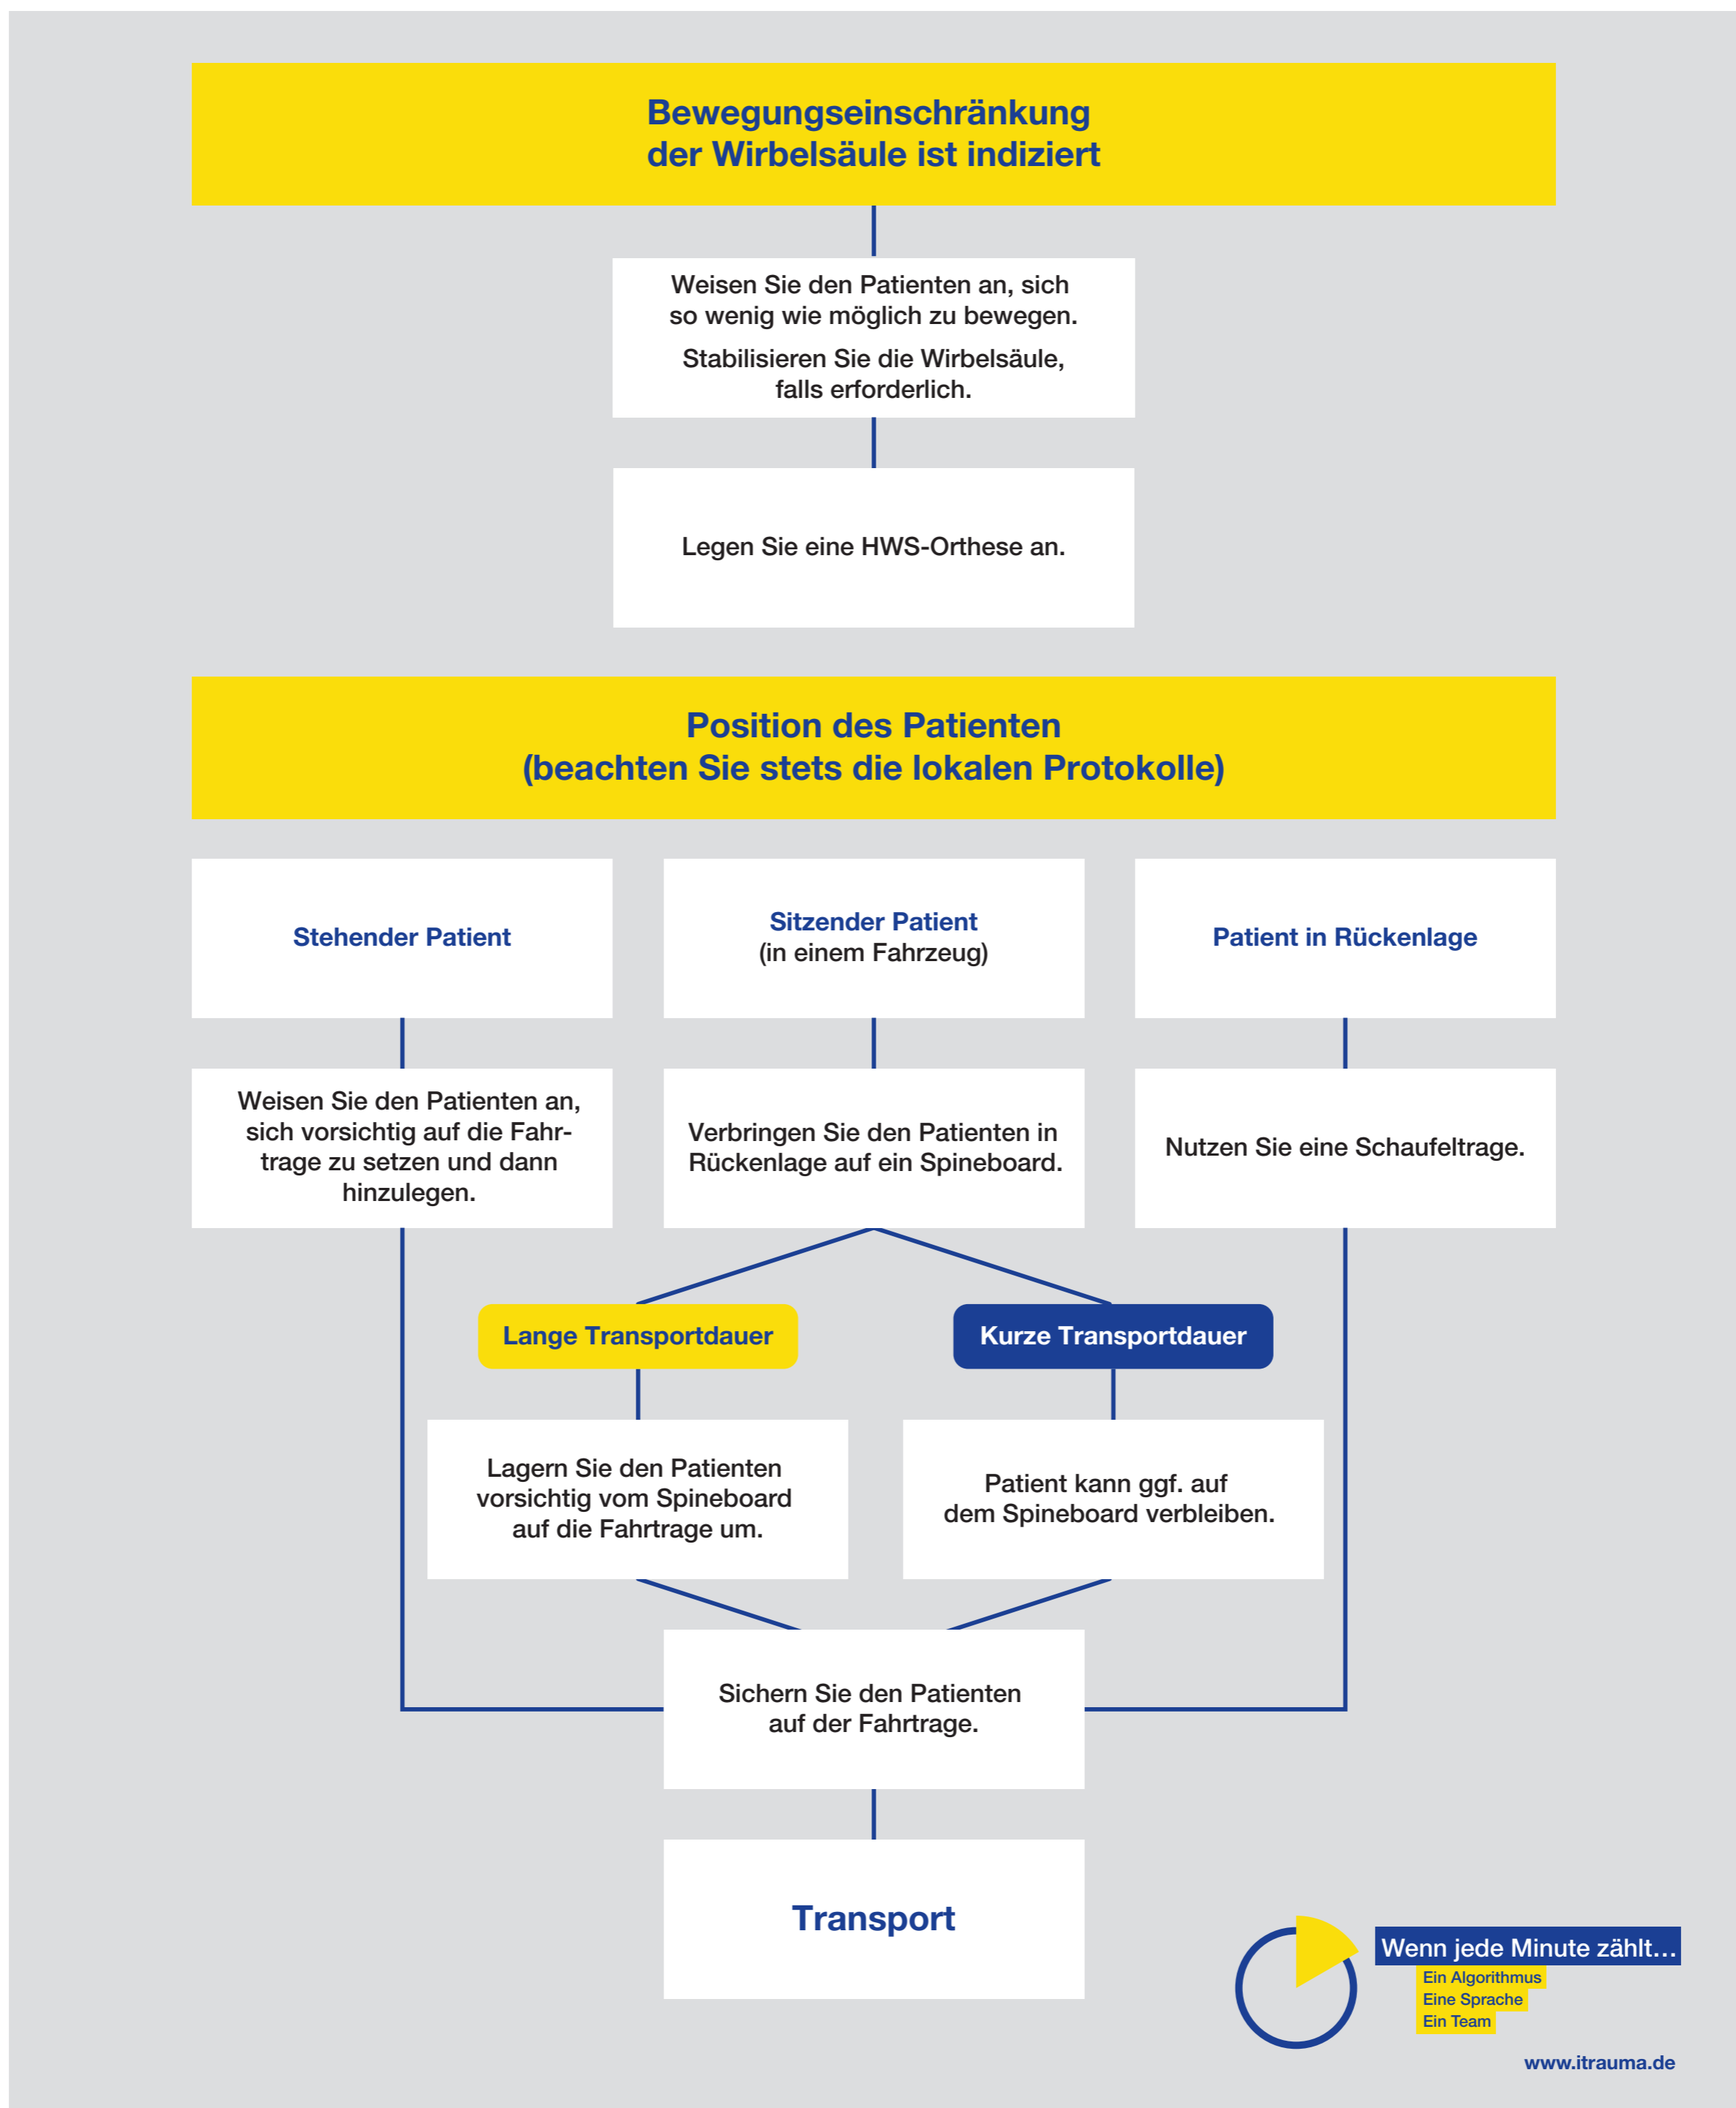 Bewegungseinschränkung
der Wirbelsäule ist indiziert
Weisen Sie den Patienten an, sich
so wenig wie möglich zu bewegen.
Stabilisieren Sie die Wirbelsäule,
falls erforderlich.
Legen Sie eine HWS-Orthese an.
Position des Patienten
(beachten Sie stets die lokalen Protokolle)
Stehender Patient
Sitzender Patient
(in einem Fahrzeug)
Patient in Rückenlage
Weisen Sie den Patienten an,
sich vorsichtig auf die Fahr-
trage zu setzen und dann
hinzulegen.
Verbringen Sie den Patienten in
Rückenlage auf ein Spineboard.
Nutzen Sie eine Schaufeltrage.
Lange Transportdauer
Kurze Transportdauer
Lagern Sie den Patienten
vorsichtig vom Spineboard
auf die Fahrtrage um.
Patient kann ggf. auf
dem Spineboard verbleiben.
Sichern Sie den Patienten
auf der Fahrtrage.
Transport
Wenn jede Minute zählt…
Ein Algorithmus
Eine Sprache
Ein Team
www.itrauma.de